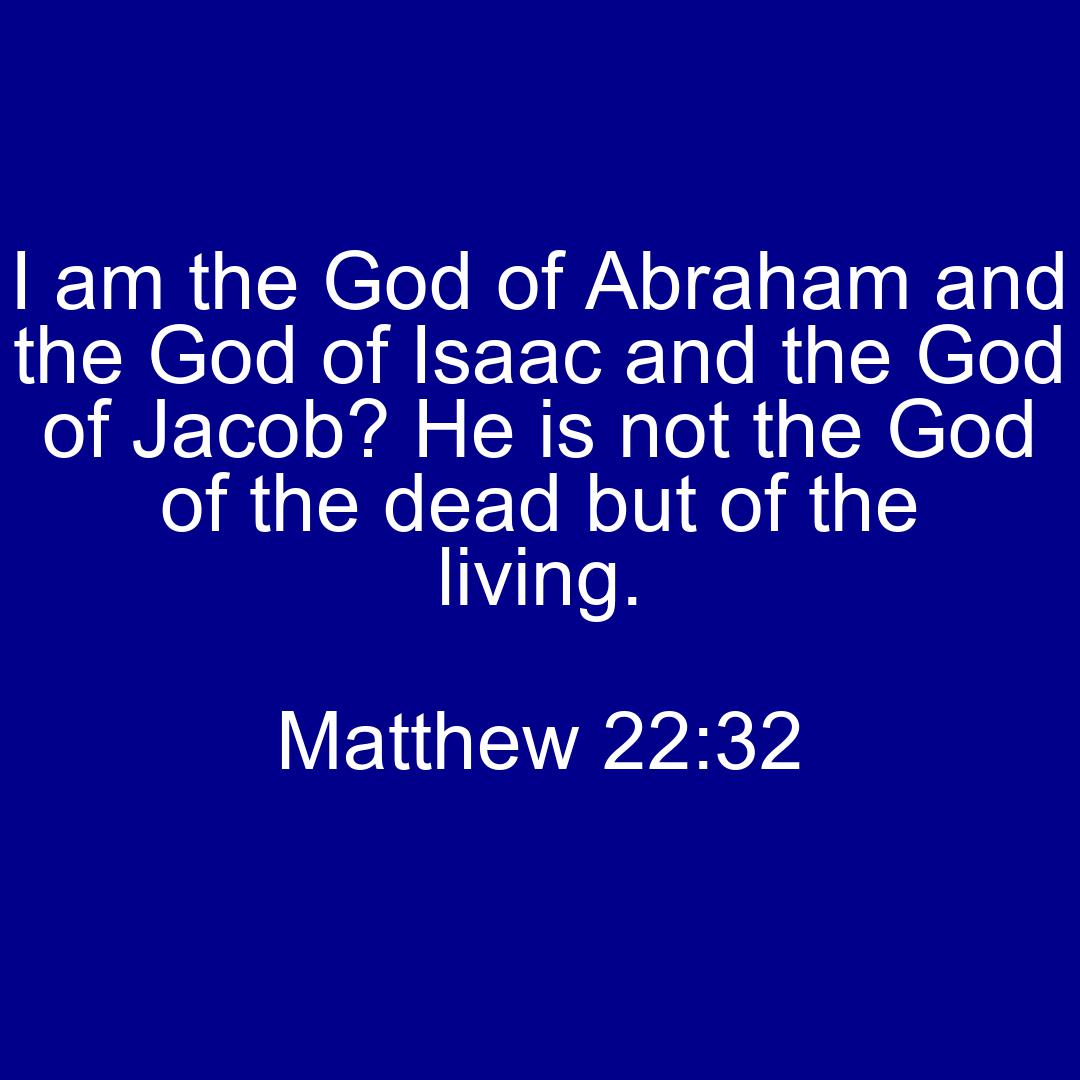 I am the God of Abraham and
the God of Isaac and the God
of Jacob? He is not the God
of the dead but of the
living.
Matthew 22:32